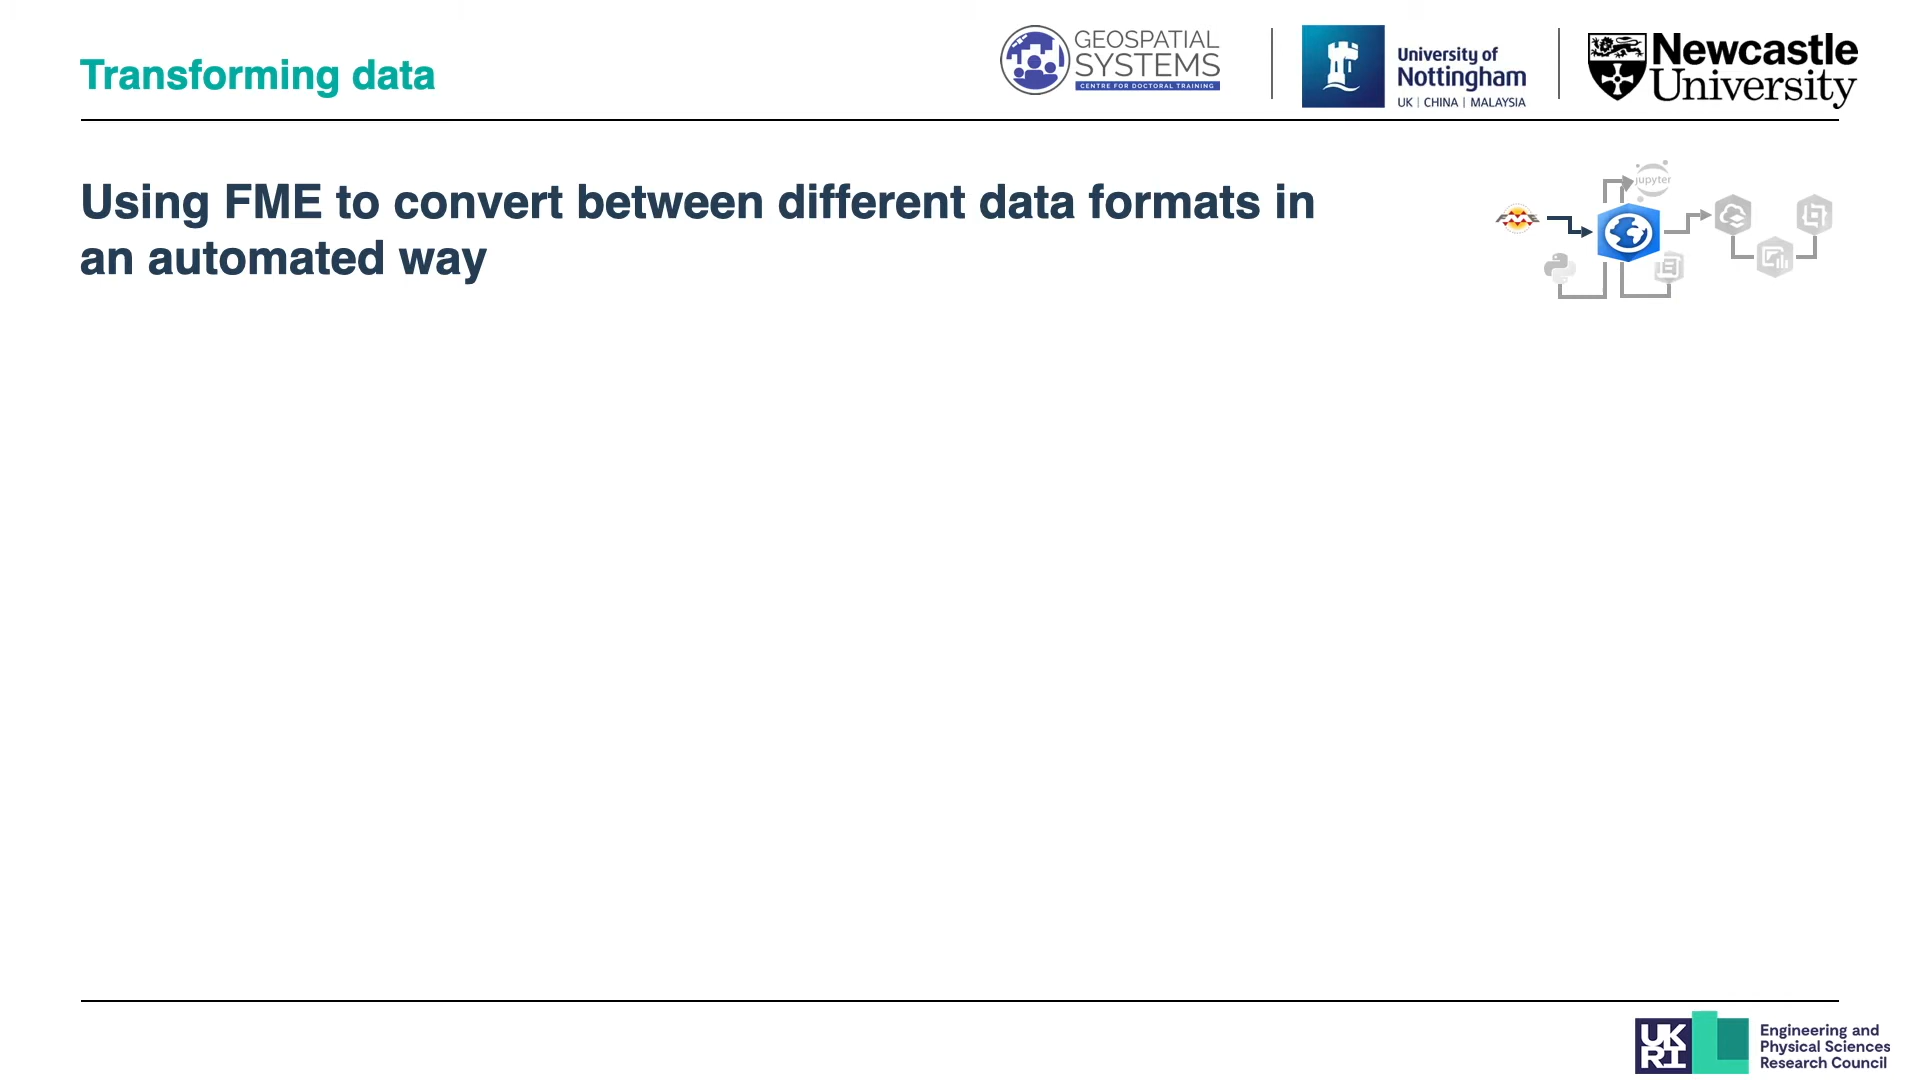 Transforming data
GEOSPATIAL
SYSTEMS
CENTRE FOR DOCTORAL TRAINING
University of
Nottingham
UK | CHINA | MALAYSIA
Newcastle
University
Using FME to convert between different data formats in
an automated way
jupyter
FME
UK
RI
Engineering and
Physical Sciences
Research Council